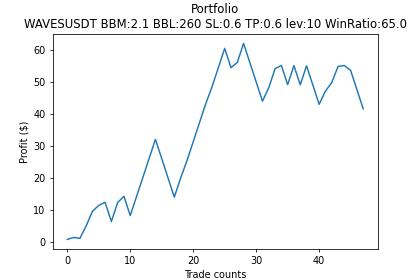 Portfolio
WAVESUSDT BBM:2.1 BBL:260 SL:0.6 TP:0.6 lev:10 WinRatio:65.0
60
50
40
30
20
10
0
Profit ($)
0 10 20 30 40
Trade counts